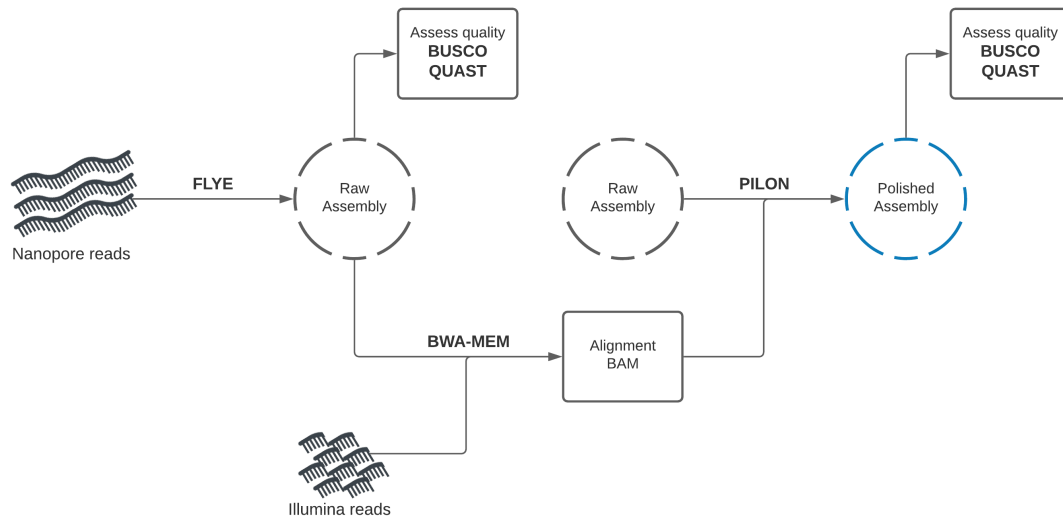 Assess quality
BUSCO
QUAST
Assess quality
BUSCO
QUAST
FLYE
Raw
Assembly
Raw
Assembly
PILON
Polished
Assembly
Nanopore reads
BWA-MEM
Alignment
BAM
Illumina reads